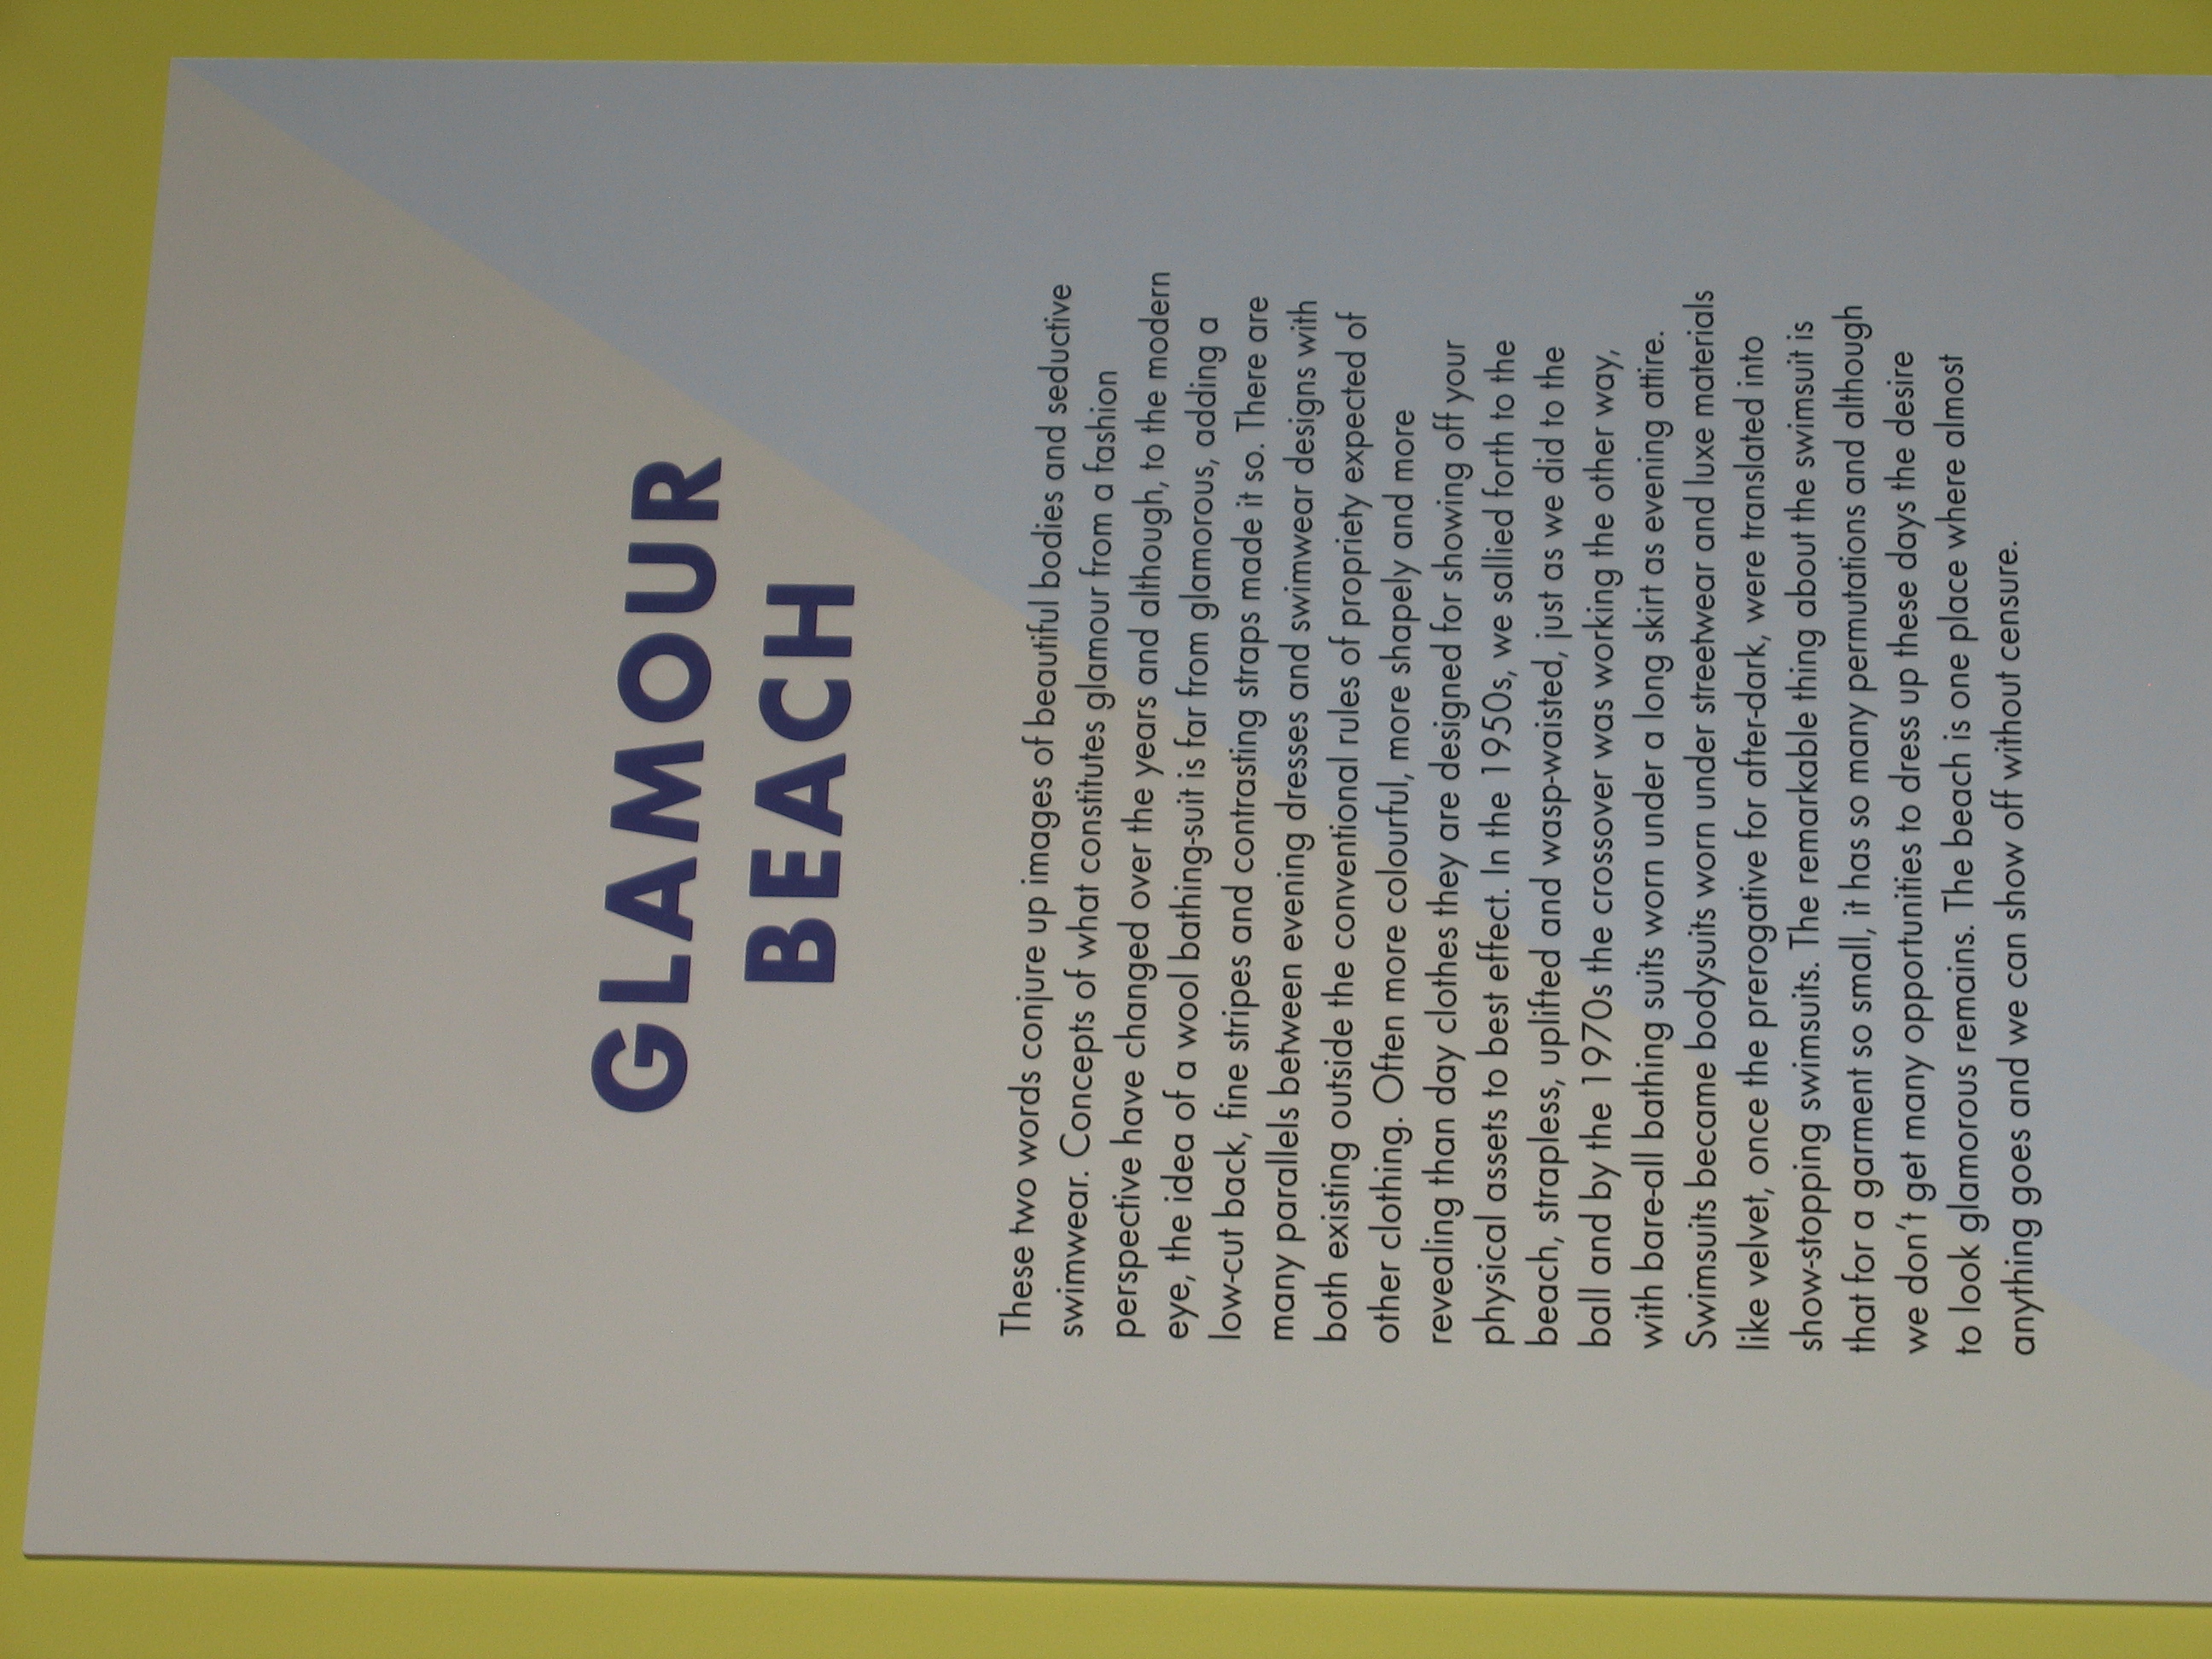 GLAMOUR
BEACH
These two words conjure up images of beautiful bodies and seductive
swimwear. Concepts of what constitutes glamour from a fashion
perspective have changed over the years and although, to the modern
eye, the idea of a wool bathing-suit is far from glamorous, adding a
low-cut back, fine stripes and contrasting straps made it so. There are
many parallels between evening dresses and swimwear designs with
both existing outside the conventional rules of propriety expected of
other clothing. Often more colourful, more shapely and more
revealing than day clothes they are designed for showing off your
physical assets to best effect. In the 1950s, we sallied forth to the
beach, strapless, uplifted and wasp-waisted, just as we did to the
ball and by the 1970s the crossover was working the other way,
with bare-all bathing suits worn under a long skirt as evening attire.
Swimsuits became bodysuits worn under streetwear and luxe materials
like velvet, once the prerogative for after-dark, were translated into
show-stopping swimsuits. The remarkable thing about the swimsuit is
that for a garment so small, it has so many permutations and although
we don't get many opportunities to dress up these days the desire
to look glamorous remains. The beach is one place where almost
anything goes and we can show off without censure.